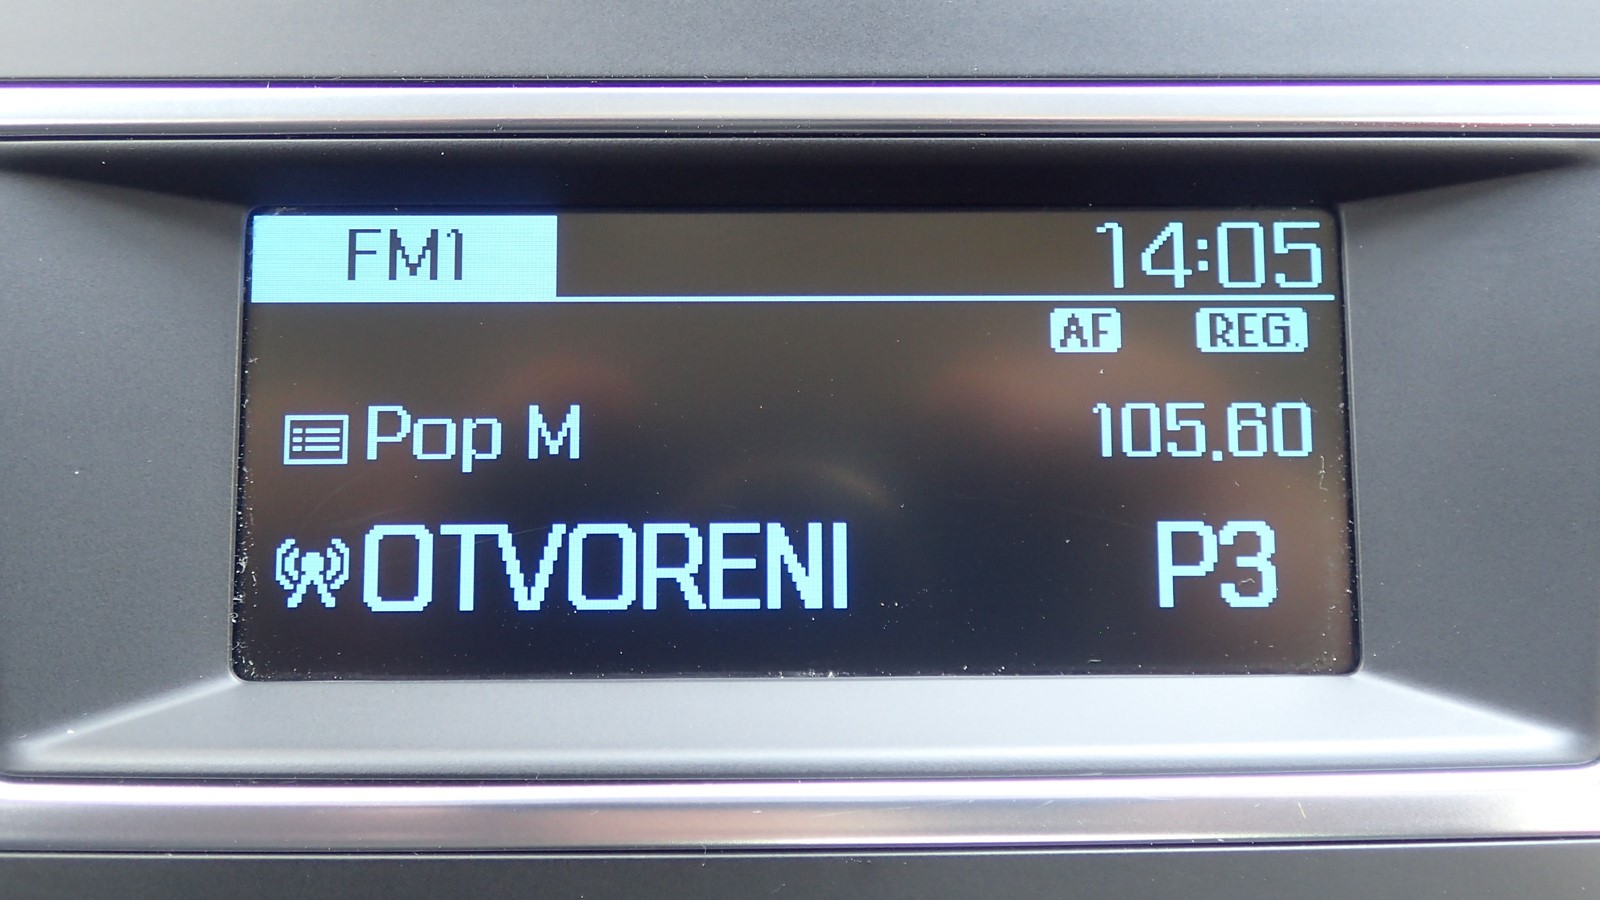 FM1 14:05
AF REG.
Pop M 105.60
OTVORENI P3